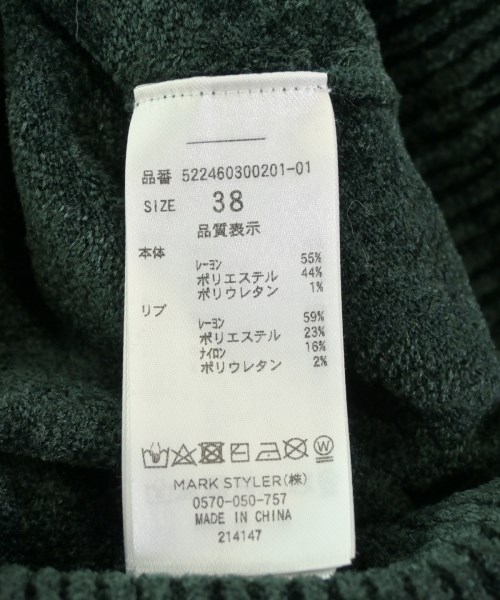 品番 522460300201-01
SIZE 38
品質表示
本体
レーヨン 55%
ポリエステル 44%
ポリウレタン 1%
リブ
レーヨン 59%
ポリエステル 23%
ナイロン 16%
ポリウレタン 2%
W
MARK STYLER(株)
0570-050-757
MADE IN CHINA
214147